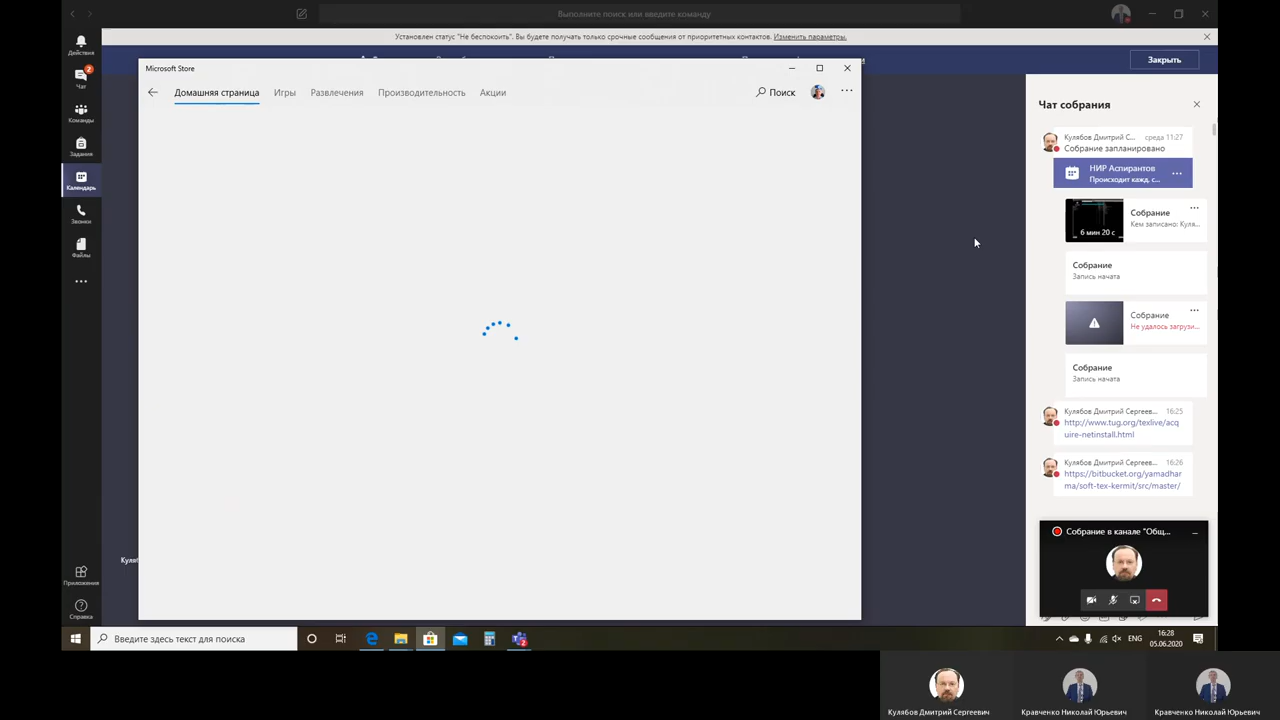 Выполните поиск или введите команду
Установлен статус "Не беспокоить". Вы будете получать только срочные сообщения от приоритетных контактов. Изменить параметры.
Закрыть
Действия
2
Чат
Команды
Задания
Календарь
Звонки
Файлы
Приложения
Справка
Microsoft Store
Домашняя страница
Игры
Развлечения
Производительность
Акции
Поиск
Чат собрания
Кулябов Дмитрий С... среда 11:27
Собрание запланировано
НИР Аспирантов
Происходит кажд. с...
Собрание
Кем записано: Куля...
6 мин 20 с
Собрание
Запись начата
Собрание
Не удалось загрузи...
Собрание
Запись начата
Кулябов Дмитрий Сергеев... 16:25
http://www.tug.org/texlive/acq
uire-netinstall.html
Кулябов Дмитрий Сергеев... 16:26
https://bitbucket.org/yamadhar
ma/soft-tex-kermit/src/master/
Собрание в канале "Общ...
Введите здесь текст для поиска
ENG
16:28
05.06.2020
Кулябов Дмитрий Сергеевич
Кравченко Николай Юрьевич
Кравченко Николай Юрьевич